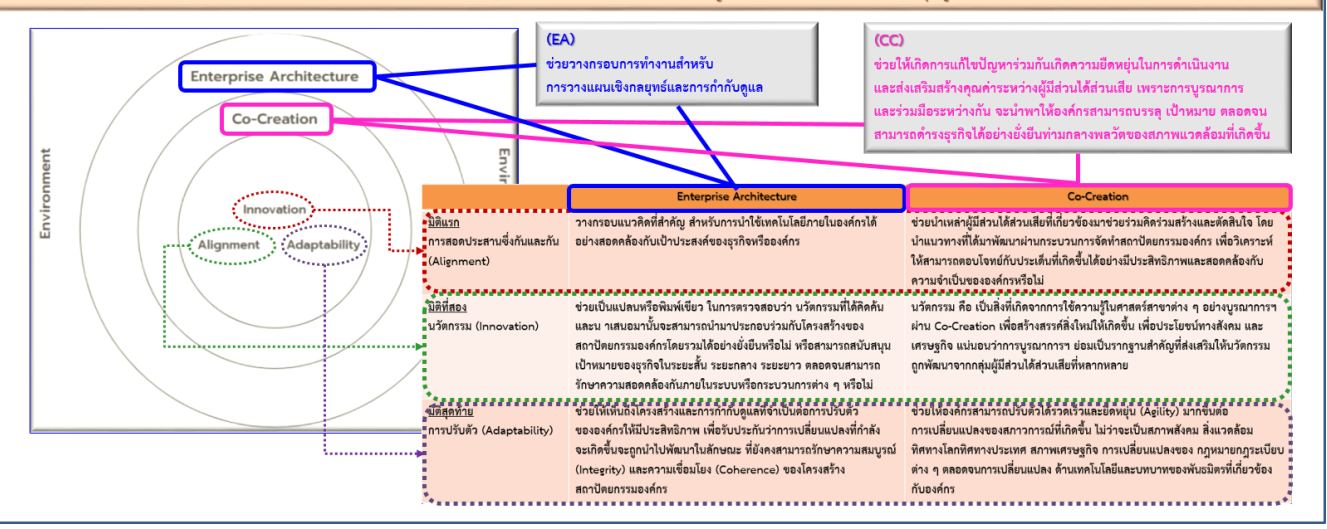 Enterprise Architecture
Co-Creation
Innovation
Alignment
Adaptability
Environment
(EA)
ช่วยวางกรอบการทำงานสำหรับ
การวางแผนเชิงกลยุทธ์และการกำกับดูแล
(CC)
ช่วยให้เกิดการแก้ไขปัญหาร่วมกันเกิดความยืดหยุ่นในการดำเนินงาน
และส่งเสริมสร้างคุณค่าระหว่างผู้มีส่วนได้ส่วนเสีย เพราะการบูรณาการ
และร่วมมือระหว่างกัน จะนำพาให้องค์กรสามารถบรรลุ เป้าหมาย ตลอดจน
สามารถดำรงธุรกิจได้อย่างยั่งยืนท่ามกลางพลวัตของสภาพแวดล้อมที่เกิดขึ้น
Enterprise Architecture
Co-Creation
มิติแรก
การสอดประสานซึ่งกันและกัน
(Alignment)
วางกรอบแนวคิดที่สำคัญ สำหรับการนำใช้เทคโนโลยีภายในองค์กรได้
อย่างสอดคล้องกับเป้าประสงค์ของธุรกิจหรือองค์กร
ช่วยนำเหล่าผู้มีส่วนได้ส่วนเสียที่เกี่ยวข้องมาช่วยร่วมคิดร่วมสร้างและตัดสินใจ โดย
นำแนวทางที่ได้มาพัฒนาผ่านกระบวนการจัดทำสถาปัตยกรรมองค์กร เพื่อวิเคราะห์
ให้สามารถตอบโจทย์กับประเด็นที่เกิดขึ้นได้อย่างมีประสิทธิภาพและสอดคล้องกับ
ความจำเป็นขององค์กรหรือไม่
มิติที่สอง
นวัตกรรม (Innovation)
ช่วยเป็นแปลนหรือพิมพ์เขียว ในการตรวจสอบว่า นวัตกรรมที่ได้คิดค้น
และน าเสนอมานั้นจะสามารถนำมาประกอบร่วมกับโครงสร้างของ
สถาปัตยกรรมองค์กรโดยรวมได้อย่างยั่งยืนหรือไม่ หรือสามารถสนับสนุน
เป้าหมายของธุรกิจในระยะสั้น ระยะกลาง ระยะยาว ตลอดจนสามารถ
รักษาความสอดคล้องกันภายในระบบหรือกระบวนการต่าง ๆ หรือไม่
นวัตกรรม คือ เป็นสิ่งที่เกิดจากการใช้ความรู้ในศาสตร์สาขาต่าง ๆ อย่างบูรณาการฯ
ผ่าน Co-Creation เพื่อสร้างสรรค์สิ่งใหม่ให้เกิดขึ้น เพื่อประโยชน์ทางสังคม และ
เศรษฐกิจ แน่นอนว่าการบูรณาการฯ ย่อมเป็นรากฐานสำคัญที่ส่งเสริมให้นวัตกรรม
ถูกพัฒนาจากกลุ่มผู้มีส่วนได้ส่วนเสียที่หลากหลาย
มิติสุดท้าย
การปรับตัว (Adaptability)
ช่วยให้เห็นถึงโครงสร้างและการกำกับดูแลที่จำเป็นต่อการปรับตัว
ขององค์กรให้มีประสิทธิภาพ เพื่อรับประกันว่าการเปลี่ยนแปลงที่กำลัง
จะเกิดขึ้นจะถูกนำไปพัฒนาในลักษณะ ที่ยังคงสามารถรักษาความสมบูรณ์
(Integrity) และความเชื่อมโยง (Coherence) ของโครงสร้าง
สถาปัตยกรรมองค์กร
ช่วยให้องค์กรสามารถปรับตัวได้รวดเร็วและยืดหยุ่น (Agility) มากขึ้นต่อ
การเปลี่ยนแปลงของสภาวการณ์ที่เกิดขึ้น ไม่ว่าจะเป็นสภาพสังคม สิ่งแวดล้อม
ทิศทางโลกทิศทางประเทศ สภาพเศรษฐกิจ การเปลี่ยนแปลงของ กฎหมายกฎระเบียบ
ต่าง ๆ ตลอดจนการเปลี่ยนแปลง ด้านเทคโนโลยีและบทบาทของพันธมิตรที่เกี่ยวข้อง
กับองค์กร